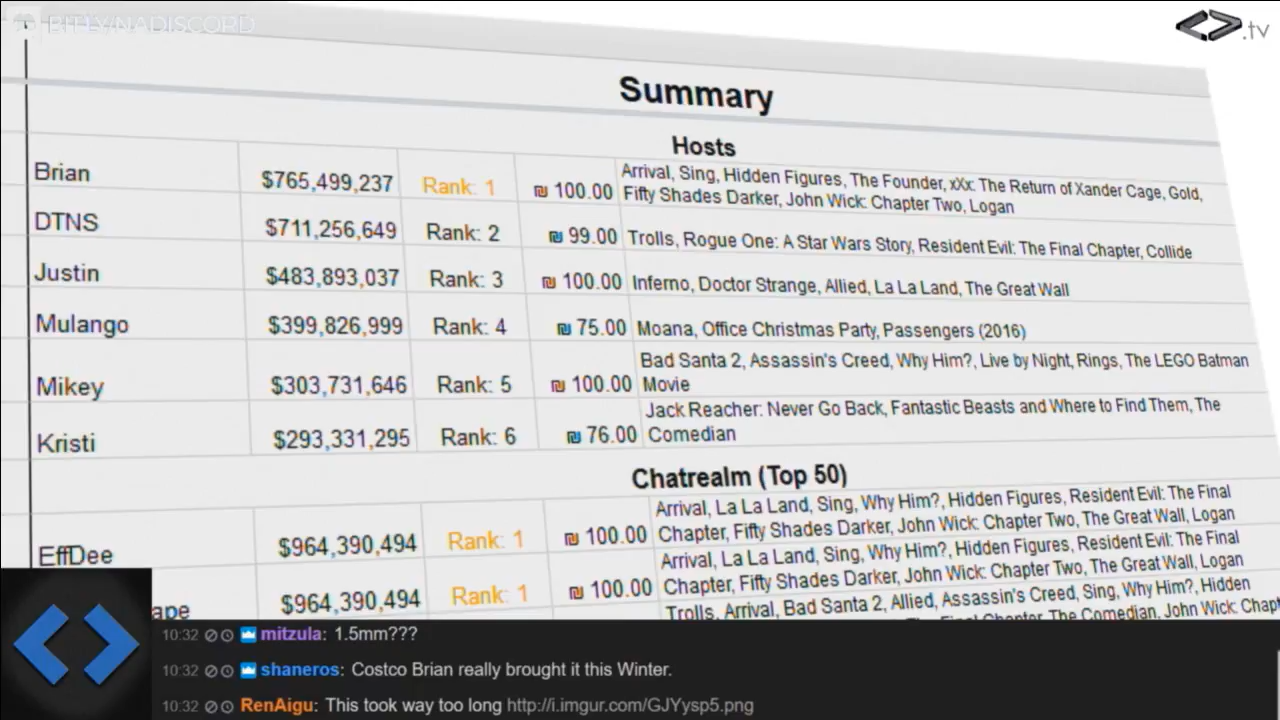 BIT.LY/NADISCORD
.tv
Summary
Hosts
Brian $765,499,237 Rank: 1 ₪ 100.00 Arrival, Sing, Hidden Figures, The Founder, xXx: The Return of Xander Cage, Gold,
Fifty Shades Darker, John Wick: Chapter Two, Logan
DTNS $711,256,649 Rank: 2 ₪ 99.00 Trolls, Rogue One: A Star Wars Story, Resident Evil: The Final Chapter, Collide
Justin $483,893,037 Rank: 3 ₪ 100.00 Inferno, Doctor Strange, Allied, La La Land, The Great Wall
Mulango $399,826,999 Rank: 4 ₪ 75.00 Moana, Office Christmas Party, Passengers (2016)
Mikey $303,731,646 Rank: 5 ₪ 100.00 Bad Santa 2, Assassin's Creed, Why Him?, Live by Night, Rings, The LEGO Batman
Movie
Kristi $293,331,295 Rank: 6 ₪ 76.00 Jack Reacher: Never Go Back, Fantastic Beasts and Where to Find Them, The
Comedian
Chatrealm (Top 50)
EffDee $964,390,494 Rank: 1 ₪ 100.00 Arrival, La La Land, Sing, Why Him?, Hidden Figures, Resident Evil: The Final
Chapter, Fifty Shades Darker, John Wick: Chapter Two, The Great Wall, Logan
ape $964,390,494 Rank: 1 ₪ 100.00 Arrival, La La Land, Sing, Why Him?, Hidden Figures, Resident Evil: The Final
Chapter, Fifty Shades Darker, John Wick: Chapter Two, The Great Wall, Logan
Trolls, Arrival, Bad Santa 2, Allied, Assassin's Creed, Sing, Why Him?, Hidden
The Final Chapter, The Comedian, John Wick: Chapt
10:32 mitzula: 1.5mm???
10:32 shaneros: Costco Brian really brought it this Winter.
10:32 RenAigu: This took way too long http://i.imgur.com/GJYysp5.png